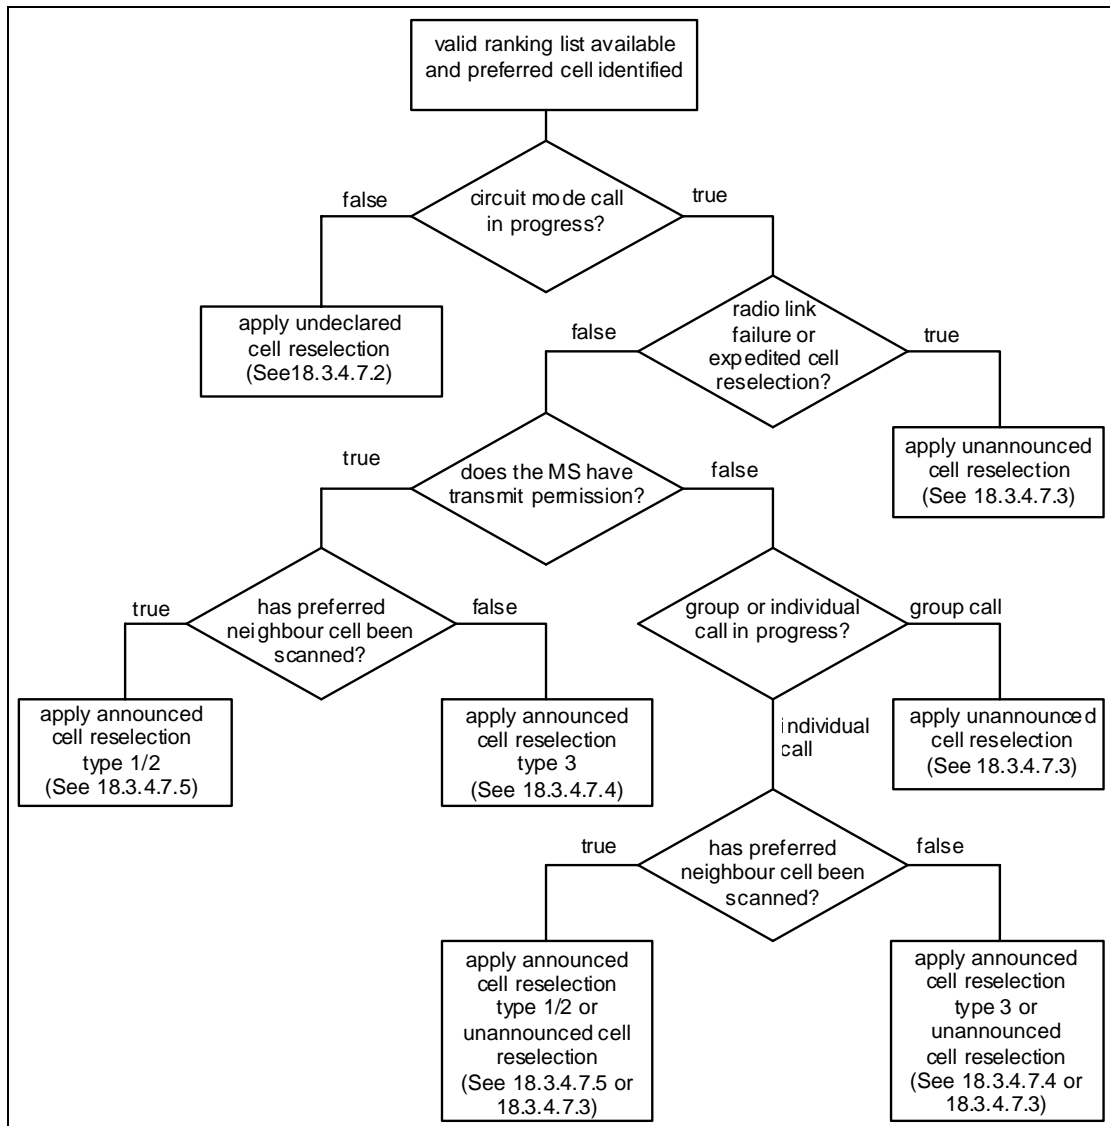 valid ranking list available
and preferred cell identified
false
circuit mode call
in progress?
true
apply undeclared
cell reselection
(See18.3.4.7.2)
false
radio link
failure or
expedited cell
reselection?
true
true
does the MS have
transmit permission?
false
apply unannounced
cell reselection
(See 18.3.4.7.3)
true
has preferred
neighbour cell been
scanned?
false
group or individual
call in progress?
group call
apply announced
cell reselection
type 1/2
(See 18.3.4.7.5)
apply announced
cell reselection
type 3
(See 18.3.4.7.4)
individual
call
apply unannounced
cell reselection
(See 18.3.4.7.3)
true
has preferred
neighbour cell been
scanned?
false
apply announced
cell reselection
type 1/2 or
unannounced cell
reselection
(See 18.3.4.7.5 or
18.3.4.7.3)
apply announced
cell reselection
type 3 or
unannounced
cell reselection
(See 18.3.4.7.4 or
18.3.4.7.3)